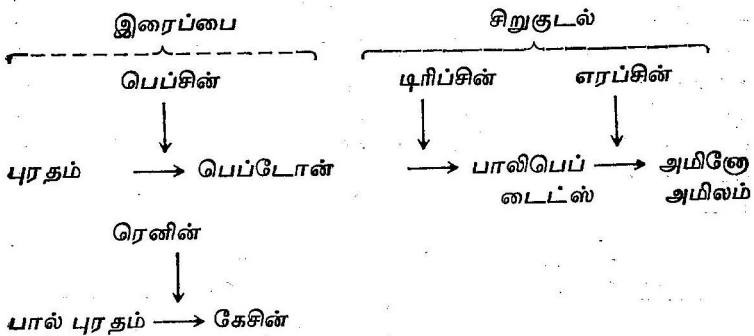 இரைப்பை சிறுகுடல்
பெப்சின் டிரிப்சின் எரப்சின்
புரதம் → பெப்டோன் → பாலிபெப் → அமினோ
டைட்ஸ் அமிலம்
ரெனின்
பால் புரதம் → கேசின்